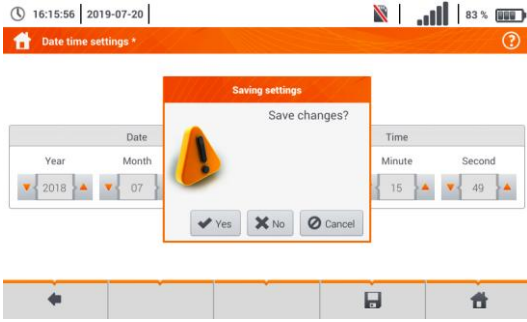 16:15:56 2019-07-20 83 %
Date time settings *
Saving settings
Save changes?
Date Time
Year Month Minute Second
2018 07 15 49
Yes No Cancel